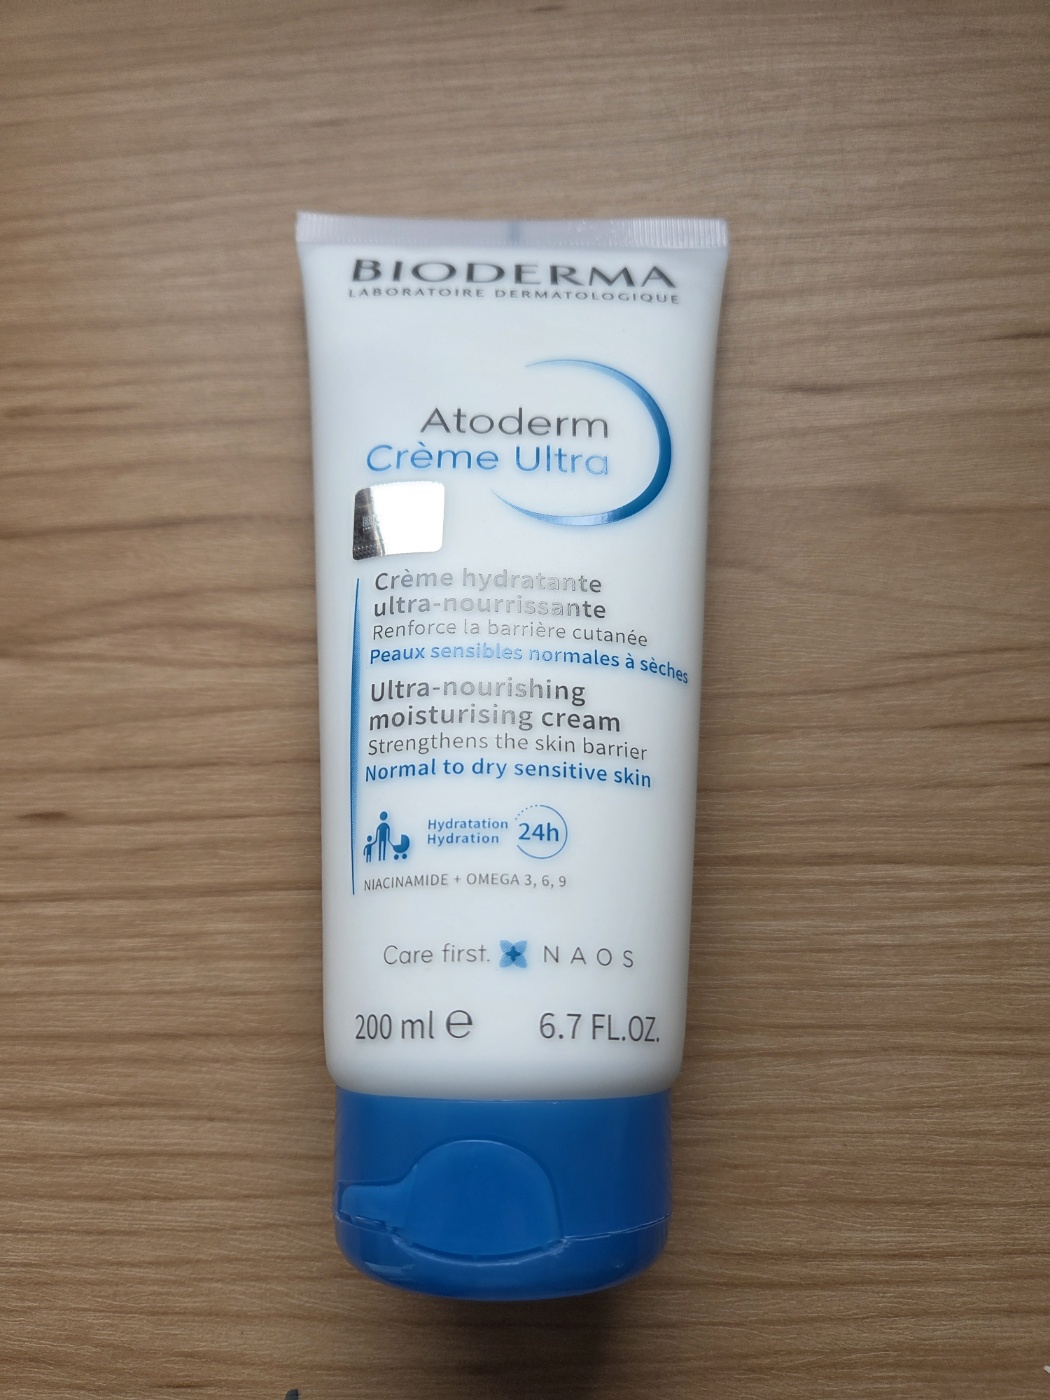 BIODERMA
LABORATOIRE DERMATOLOGIQUE
Atoderm
Crème Ultra
Crème hydratante
ultra-nourrissante
Renforce la barrière cutanée
Peaux sensibles normales à sèches
Ultra-nourishing
moisturising cream
Strengthens the skin barrier
Normal to dry sensitive skin
Hydratation
Hydration
24h
NIACINAMIDE + OMEGA 3, 6, 9
Care first. NAOS
200 ml ℮ 6.7 FL.OZ.